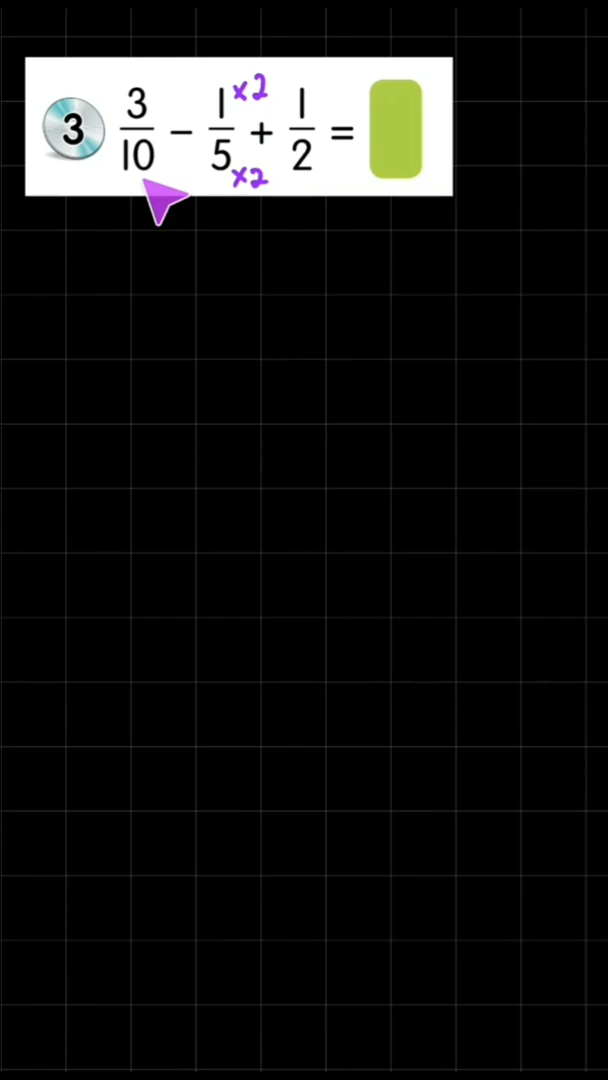 3 3/10 - 1×2/5×2 + 1/2 =